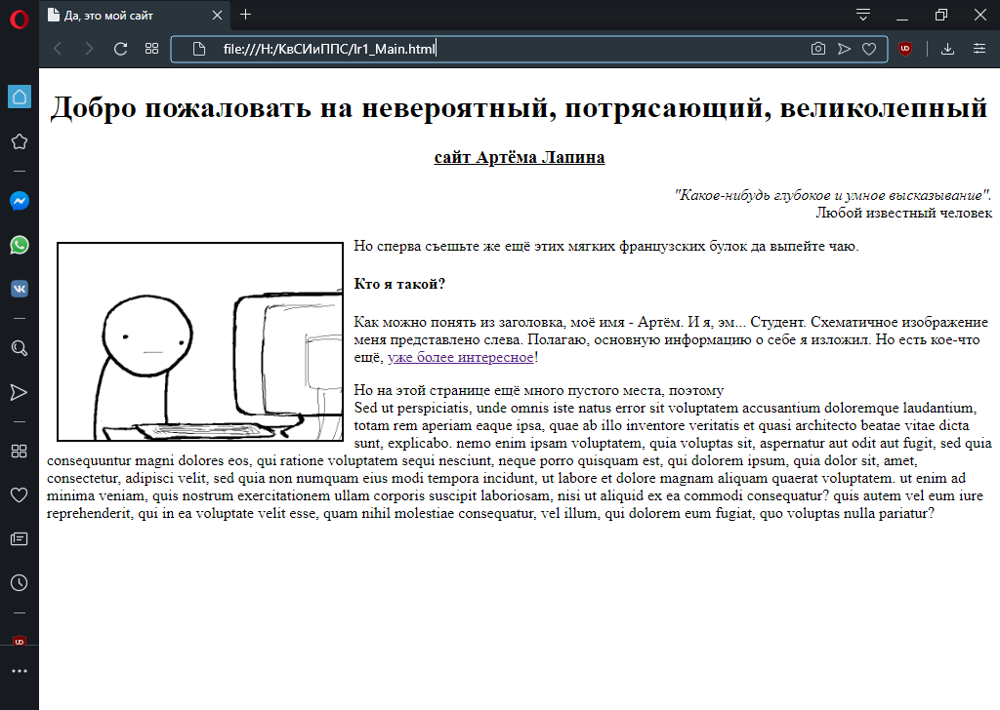 Да, это мой сайт
file:///H:/КвСИиППС/lr1_Main.html
Добро пожаловать на невероятный, потрясающий, великолепный
сайт Артёма Лапина
"Какое-нибудь глубокое и умное высказывание".
Любой известный человек
Но сперва съешьте же ещё этих мягких французских булок да выпейте чаю.
Кто я такой?
Как можно понять из заголовка, моё имя - Артём. И я, эм... Студент. Схематичное изображение
меня представлено слева. Полагаю, основную информацию о себе я изложил. Но есть кое-что
ещё, уже более интересное!
Но на этой странице ещё много пустого места, поэтому
Sed ut perspiciatis, unde omnis iste natus error sit voluptatem accusantium doloremque laudantium,
totam rem aperiam eaque ipsa, quae ab illo inventore veritatis et quasi architecto beatae vitae dicta
sunt, explicabo. nemo enim ipsam voluptatem, quia voluptas sit, aspernatur aut odit aut fugit, sed quia
consequuntur magni dolores eos, qui ratione voluptatem sequi nesciunt, neque porro quisquam est, qui dolorem ipsum, quia dolor sit, amet,
consectetur, adipisci velit, sed quia non numquam eius modi tempora incidunt, ut labore et dolore magnam aliquam quaerat voluptatem. ut enim ad
minima veniam, quis nostrum exercitationem ullam corporis suscipit laboriosam, nisi ut aliquid ex ea commodi consequatur? quis autem vel eum iure
reprehenderit, qui in ea voluptate velit esse, quam nihil molestiae consequatur, vel illum, qui dolorem eum fugiat, quo voluptas nulla pariatur?